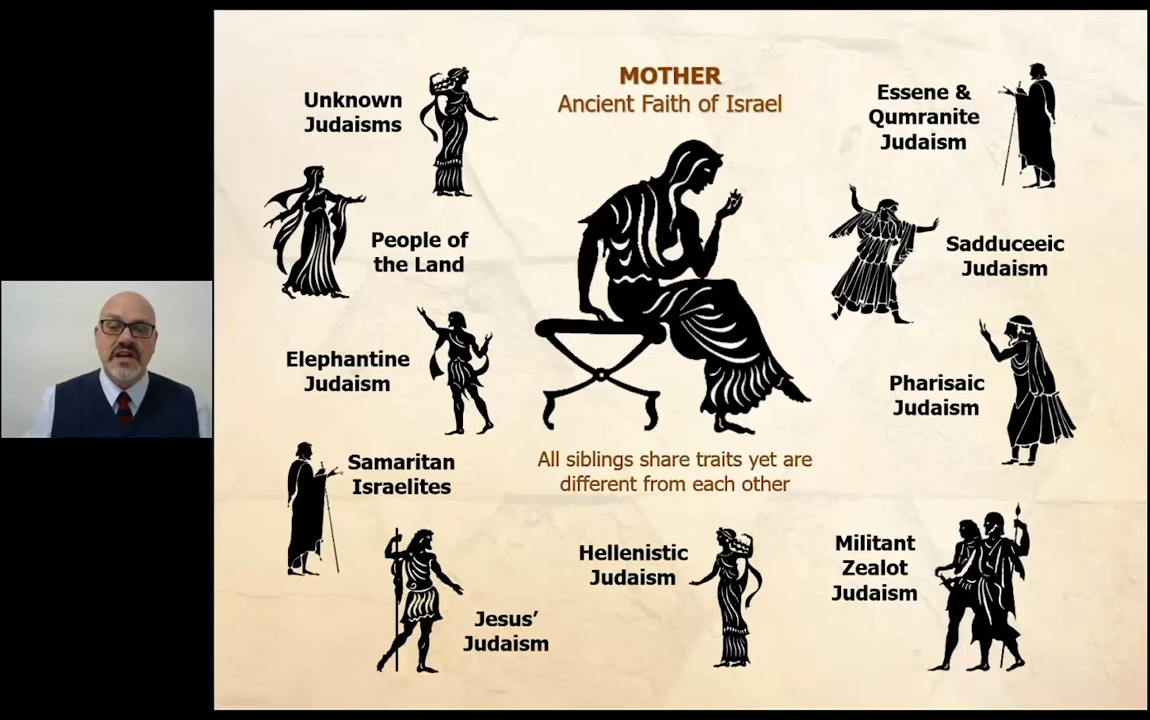 MOTHER
Ancient Faith of Israel
Unknown
Judaisms
People of
the Land
Elephantine
Judaism
Samaritan
Israelites
Jesus’
Judaism
Hellenistic
Judaism
Militant
Zealot
Judaism
Pharisaic
Judaism
Sadduceeic
Judaism
Essene &
Qumranite
Judaism
All siblings share traits yet are
different from each other